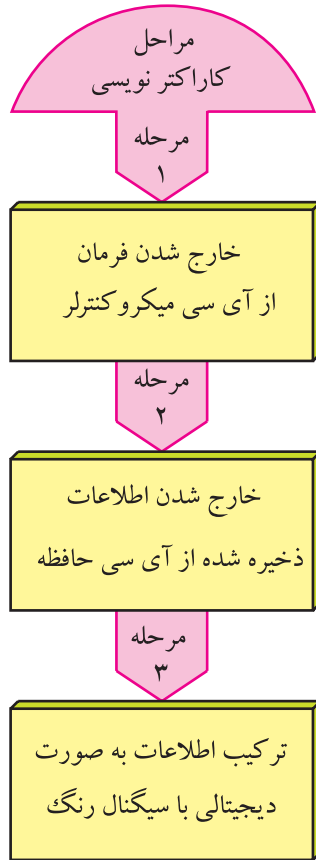 مراحل
کاراکتر نویسی
مرحله
۱
خارج شدن فرمان
از آی سی میکروکنترلر
مرحله
۲
خارج شدن اطلاعات
ذخیره شده از آی سی حافظه
مرحله
۳
ترکیب اطلاعات به صورت
دیجیتالی با سیگنال رنگ